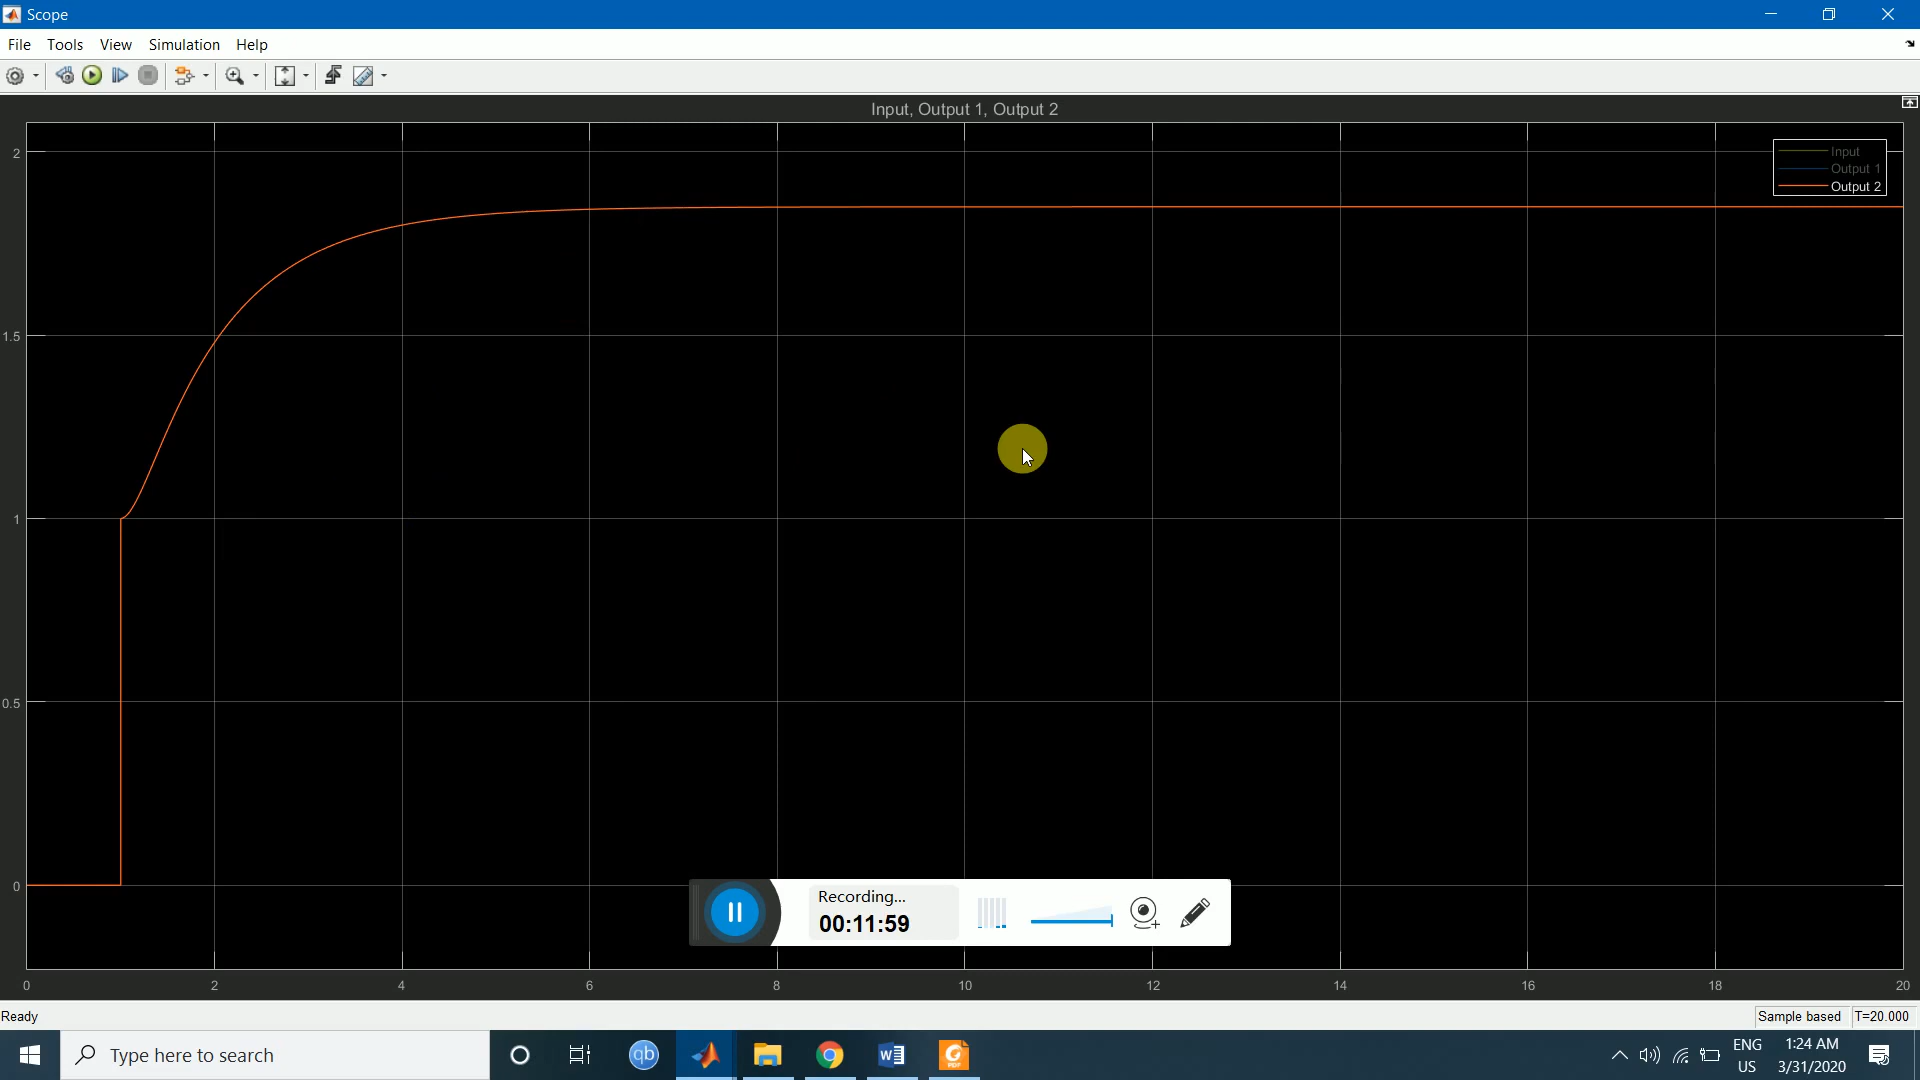 Scope
File Tools View Simulation Help
Input, Output 1, Output 2
2
1.5
1
0.5
0
Input
Output 1
Output 2
0 2 4 6 8 10 12 14 16 18 20
Recording...
00:11:59
Ready
Sample based T=20.000
Type here to search
qb
W
PDF
ENG
US
1:24 AM
3/31/2020